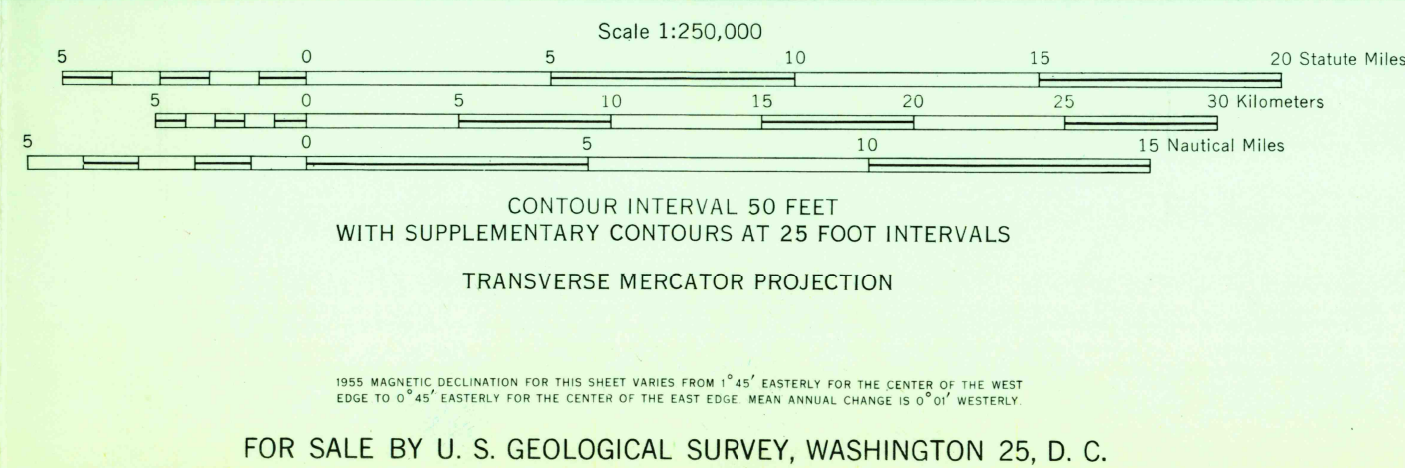 Scale 1:250,000
5 0 5 10 15 20 Statute Miles
5 0 5 10 15 20 25 30 Kilometers
5 0 5 10 15 Nautical Miles
CONTOUR INTERVAL 50 FEET
WITH SUPPLEMENTARY CONTOURS AT 25 FOOT INTERVALS
TRANSVERSE MERCATOR PROJECTION
1955 MAGNETIC DECLINATION FOR THIS SHEET VARIES FROM 1°45′ EASTERLY FOR THE CENTER OF THE WEST
EDGE TO 0°45′ EASTERLY FOR THE CENTER OF THE EAST EDGE. MEAN ANNUAL CHANGE IS 0°01′ WESTERLY.
FOR SALE BY U. S. GEOLOGICAL SURVEY, WASHINGTON 25, D. C.